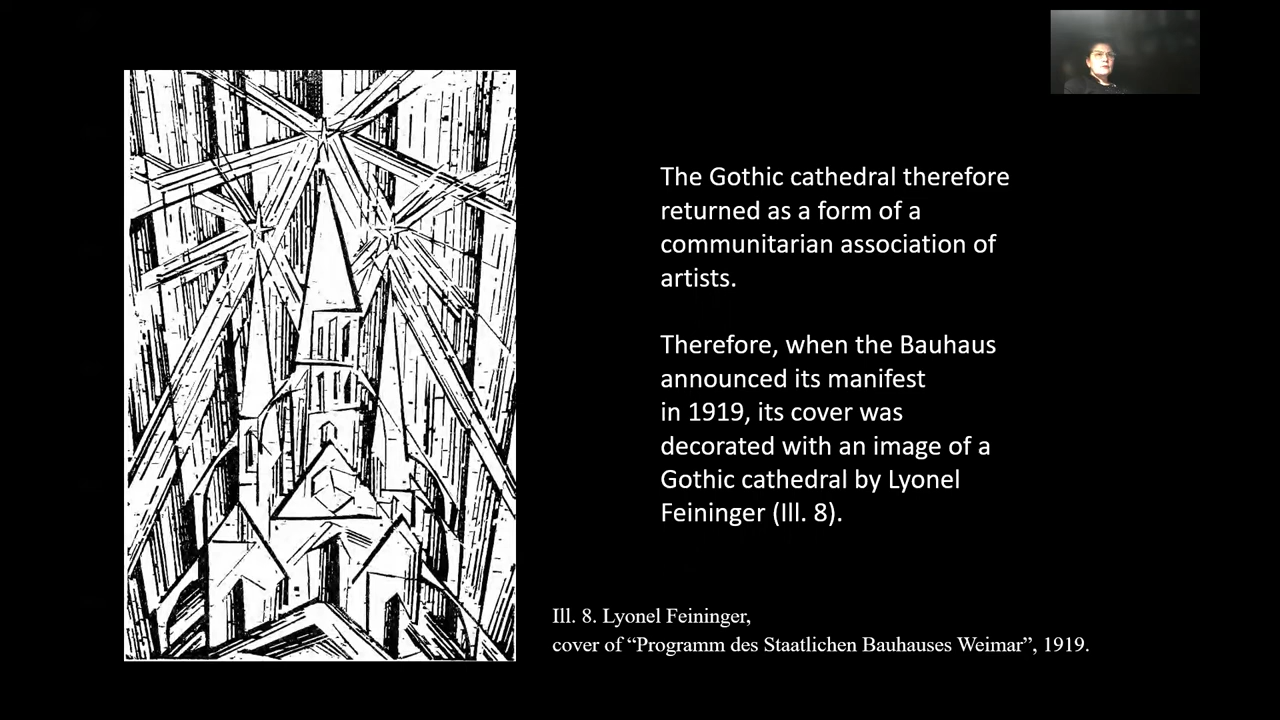 The Gothic cathedral therefore
returned as a form of a
communitarian association of
artists.
Therefore, when the Bauhaus
announced its manifest
in 1919, its cover was
decorated with an image of a
Gothic cathedral by Lyonel
Feininger (Ill. 8).
Ill. 8. Lyonel Feininger,
cover of “Programm des Staatlichen Bauhauses Weimar”, 1919.